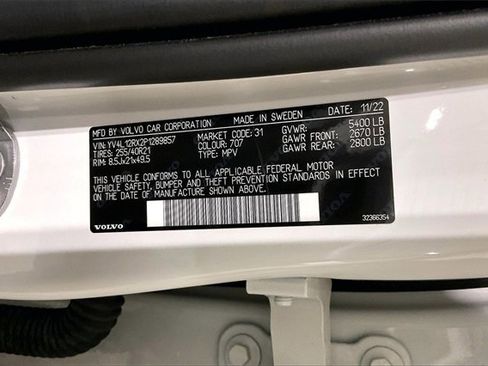 MFD. BY VOLVO CAR CORPORATION MADE IN SWEDEN DATE: 11/22
VIN: YV4L12RX2P1289857 MARKET CODE: 31 GVWR: 5400 LB
TIRES: 255/40R21 COLOUR: 707 GAWR FRONT: 2670 LB
RIM: 8.5Jx21x49.5 TYPE: MPV GAWR REAR: 2800 LB
THIS VEHICLE CONFORMS TO ALL APPLICABLE FEDERAL MOTOR
VEHICLE SAFETY, BUMPER AND THEFT PREVENTION STANDARDS IN EFFECT
ON THE DATE OF MANUFACTURE SHOWN ABOVE.
VOLVO 32366354